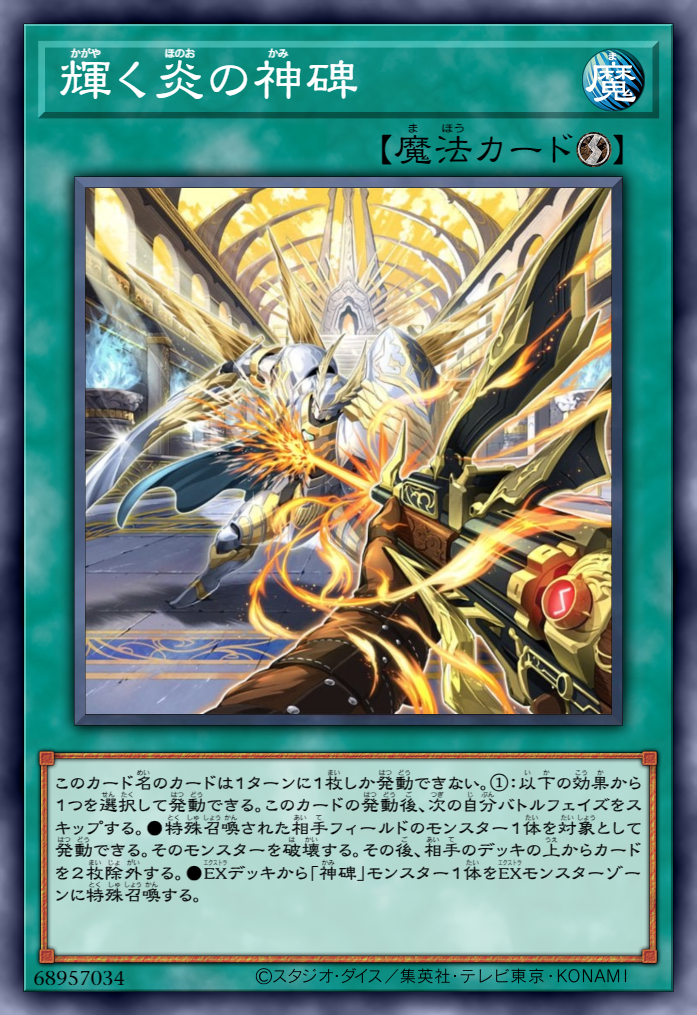 輝く炎の神碑
魔
【魔法カード】
このカード名のカードは1ターンに1枚しか発動できない。①:以下の効果から
1つを選択して発動できる。このカードの発動後、次の自分バトルフェイズをス
キップする。●特殊召喚された相手フィールドのモンスター1体を対象として
発動できる。そのモンスターを破壊する。その後、相手のデッキの上からカード
を2枚除外する。●EXデッキから「神碑」モンスター1体をEXモンスターゾー
ンに特殊召喚する。
68957034 ©スタジオ・ダイス／集英社・テレビ東京・KONAMI